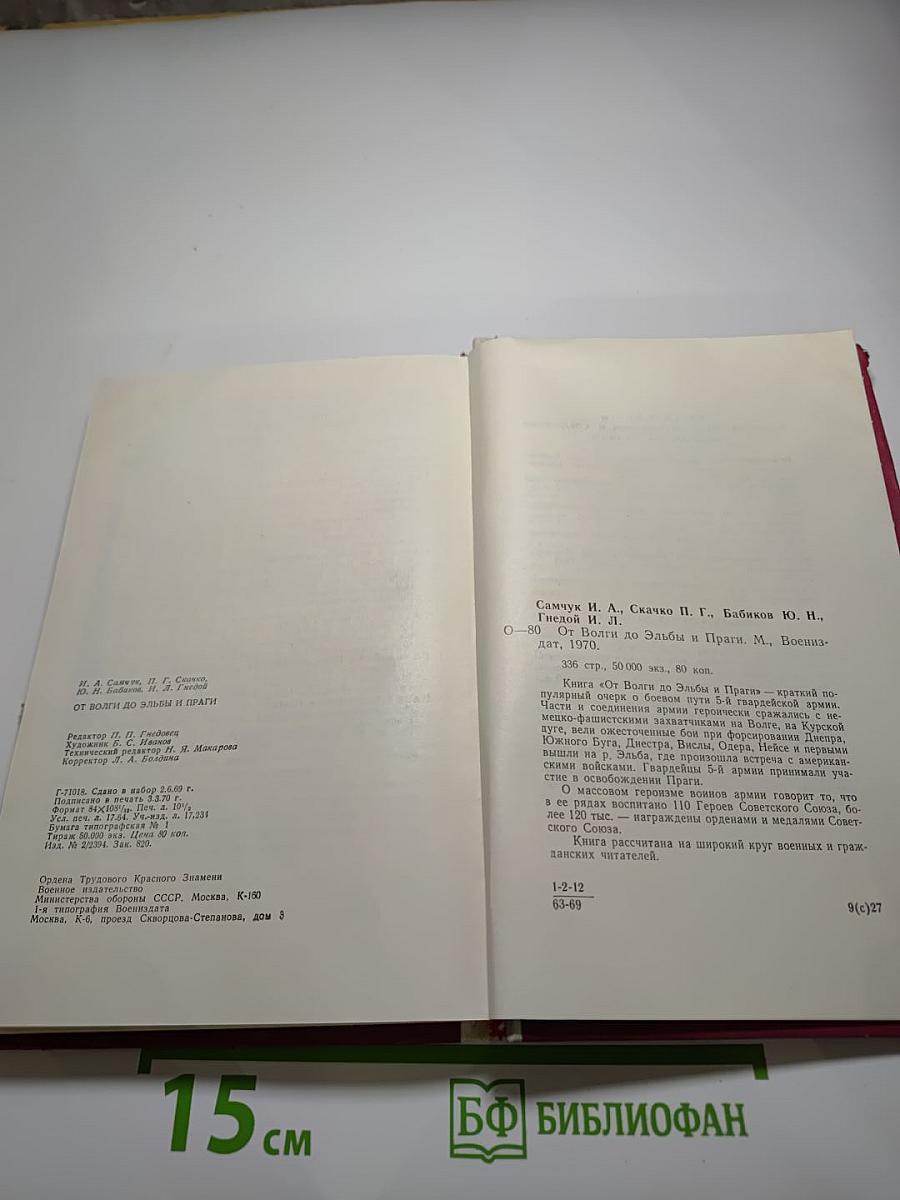 И. А. Самчук, П. Г. Скачко,
Ю. Н. Бабиков, И. Л. Гнедой
ОТ ВОЛГИ ДО ЭЛЬБЫ И ПРАГИ
Редактор П. П. Гнедовец
Художник Б. С. Иванов
Технический редактор Н. Я. Макарова
Корректор Л. А. Болдина
Г-71018. Сдано в набор 2.6.69 г.
Подписано в печать 3.3.70 г.
Формат 84×108¹/₃₂. Печ. л. 10¹/₂
Усл. печ. л. 17.64. Уч.-изд. л. 17,234
Бумага типографская № 1
Тираж 50.000 экз. Цена 80 коп.
Изд. № 2/2394. Зак. 820.
Ордена Трудового Красного Знамени
Военное издательство
Министерства обороны СССР, Москва, К-160
1-я типография Воениздата
Москва, К-6, проезд Скворцова-Степанова, дом 3
Самчук И. А., Скачко П. Г., Бабиков Ю. Н.,
Гнедой И. Л.
О—80 От Волги до Эльбы и Праги. М., Воениз-
дат, 1970.
336 стр., 50 000 экз., 80 коп.
Книга «От Волги до Эльбы и Праги» — краткий по-
пулярный очерк о боевом пути 5-й гвардейской армии.
Части и соединения армии героически сражались с не-
мецко-фашистскими захватчиками на Волге, на Курской
дуге, вели ожесточенные бои при форсировании Днепра,
Южного Буга, Днестра, Вислы, Одера, Нейсе и первыми
вышли на р. Эльба, где произошла встреча с американ-
скими войсками. Гвардейцы 5-й армии принимали уча-
стие в освобождении Праги.
О массовом героизме воинов армии говорит то, что
в ее рядах воспитано 110 Героев Советского Союза, бо-
лее 120 тыс. — награждены орденами и медалями Совет-
ского Союза.
Книга рассчитана на широкий круг военных и граж-
данских читателей.
1-2-12
63-69
9(с)27
15 см
БФ БИБЛИОФАН